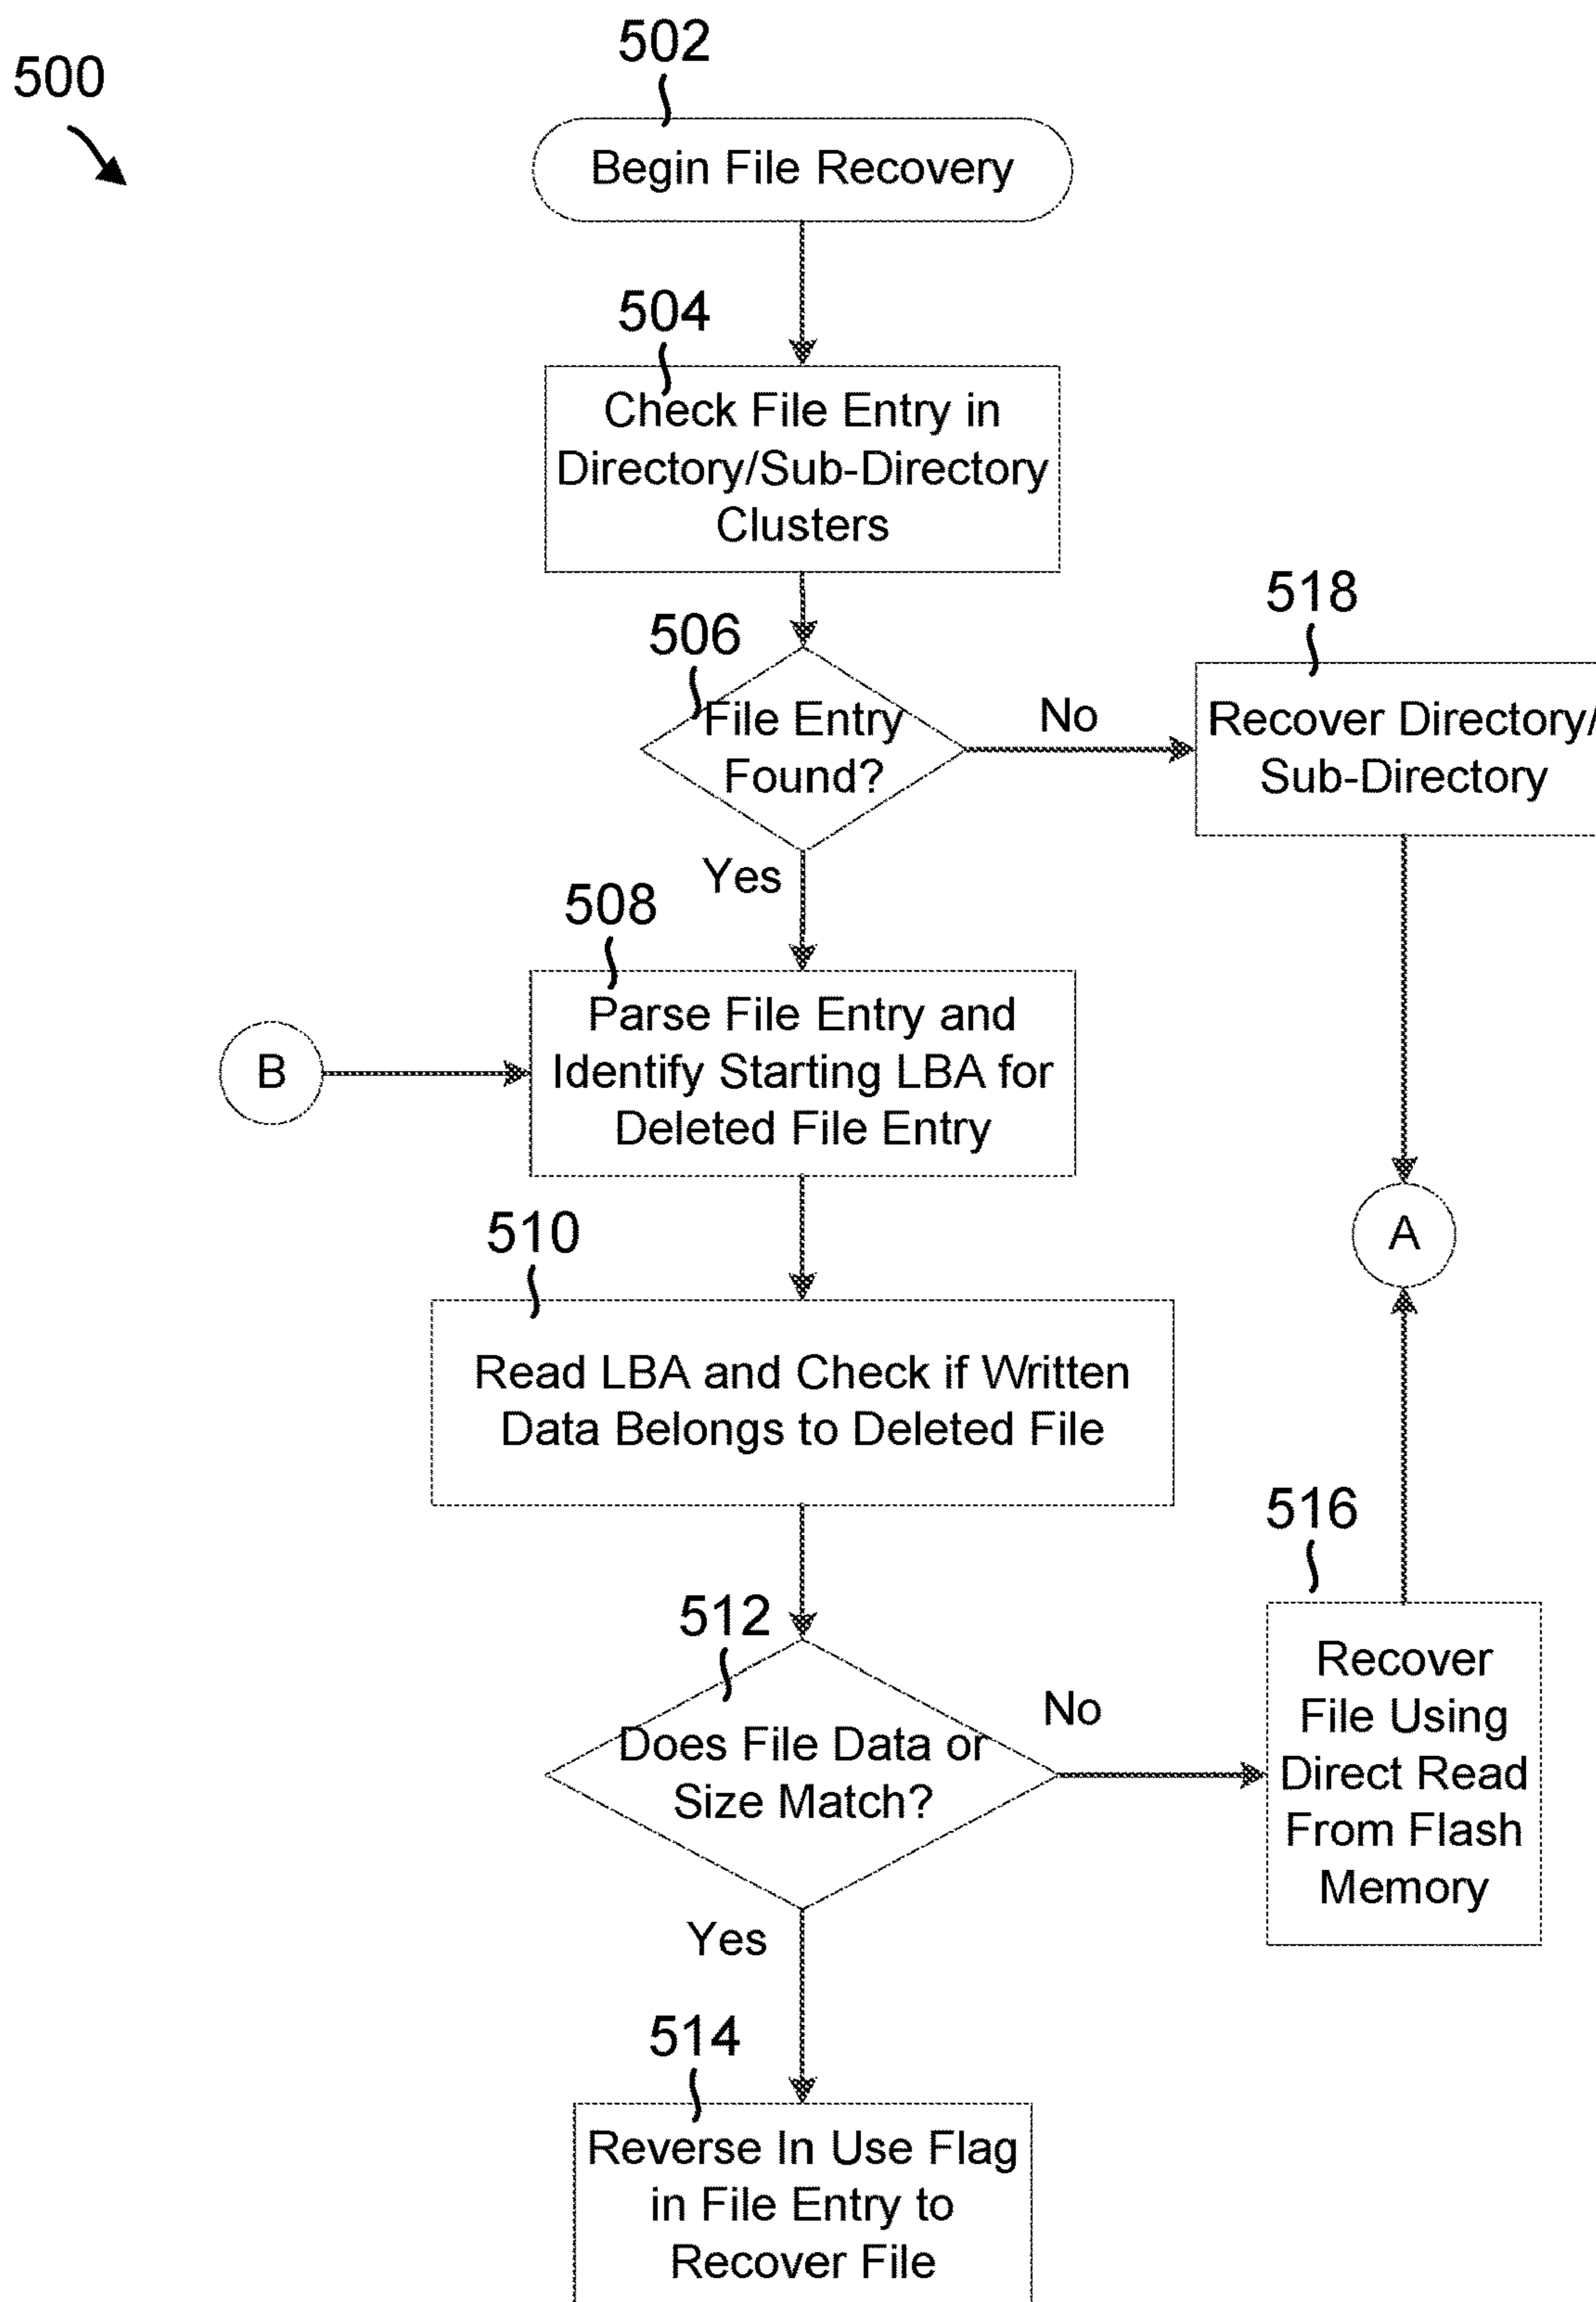 500
502
Begin File Recovery
504
Check File Entry in
Directory/Sub-Directory
Clusters
506
File Entry
Found?
No
518
Recover Directory/
Sub-Directory
Yes
508
Parse File Entry and
Identify Starting LBA for
Deleted File Entry
B
A
510
Read LBA and Check if Written
Data Belongs to Deleted File
512
Does File Data or
Size Match?
No
516
Recover
File Using
Direct Read
From Flash
Memory
Yes
514
Reverse In Use Flag
in File Entry to
Recover File